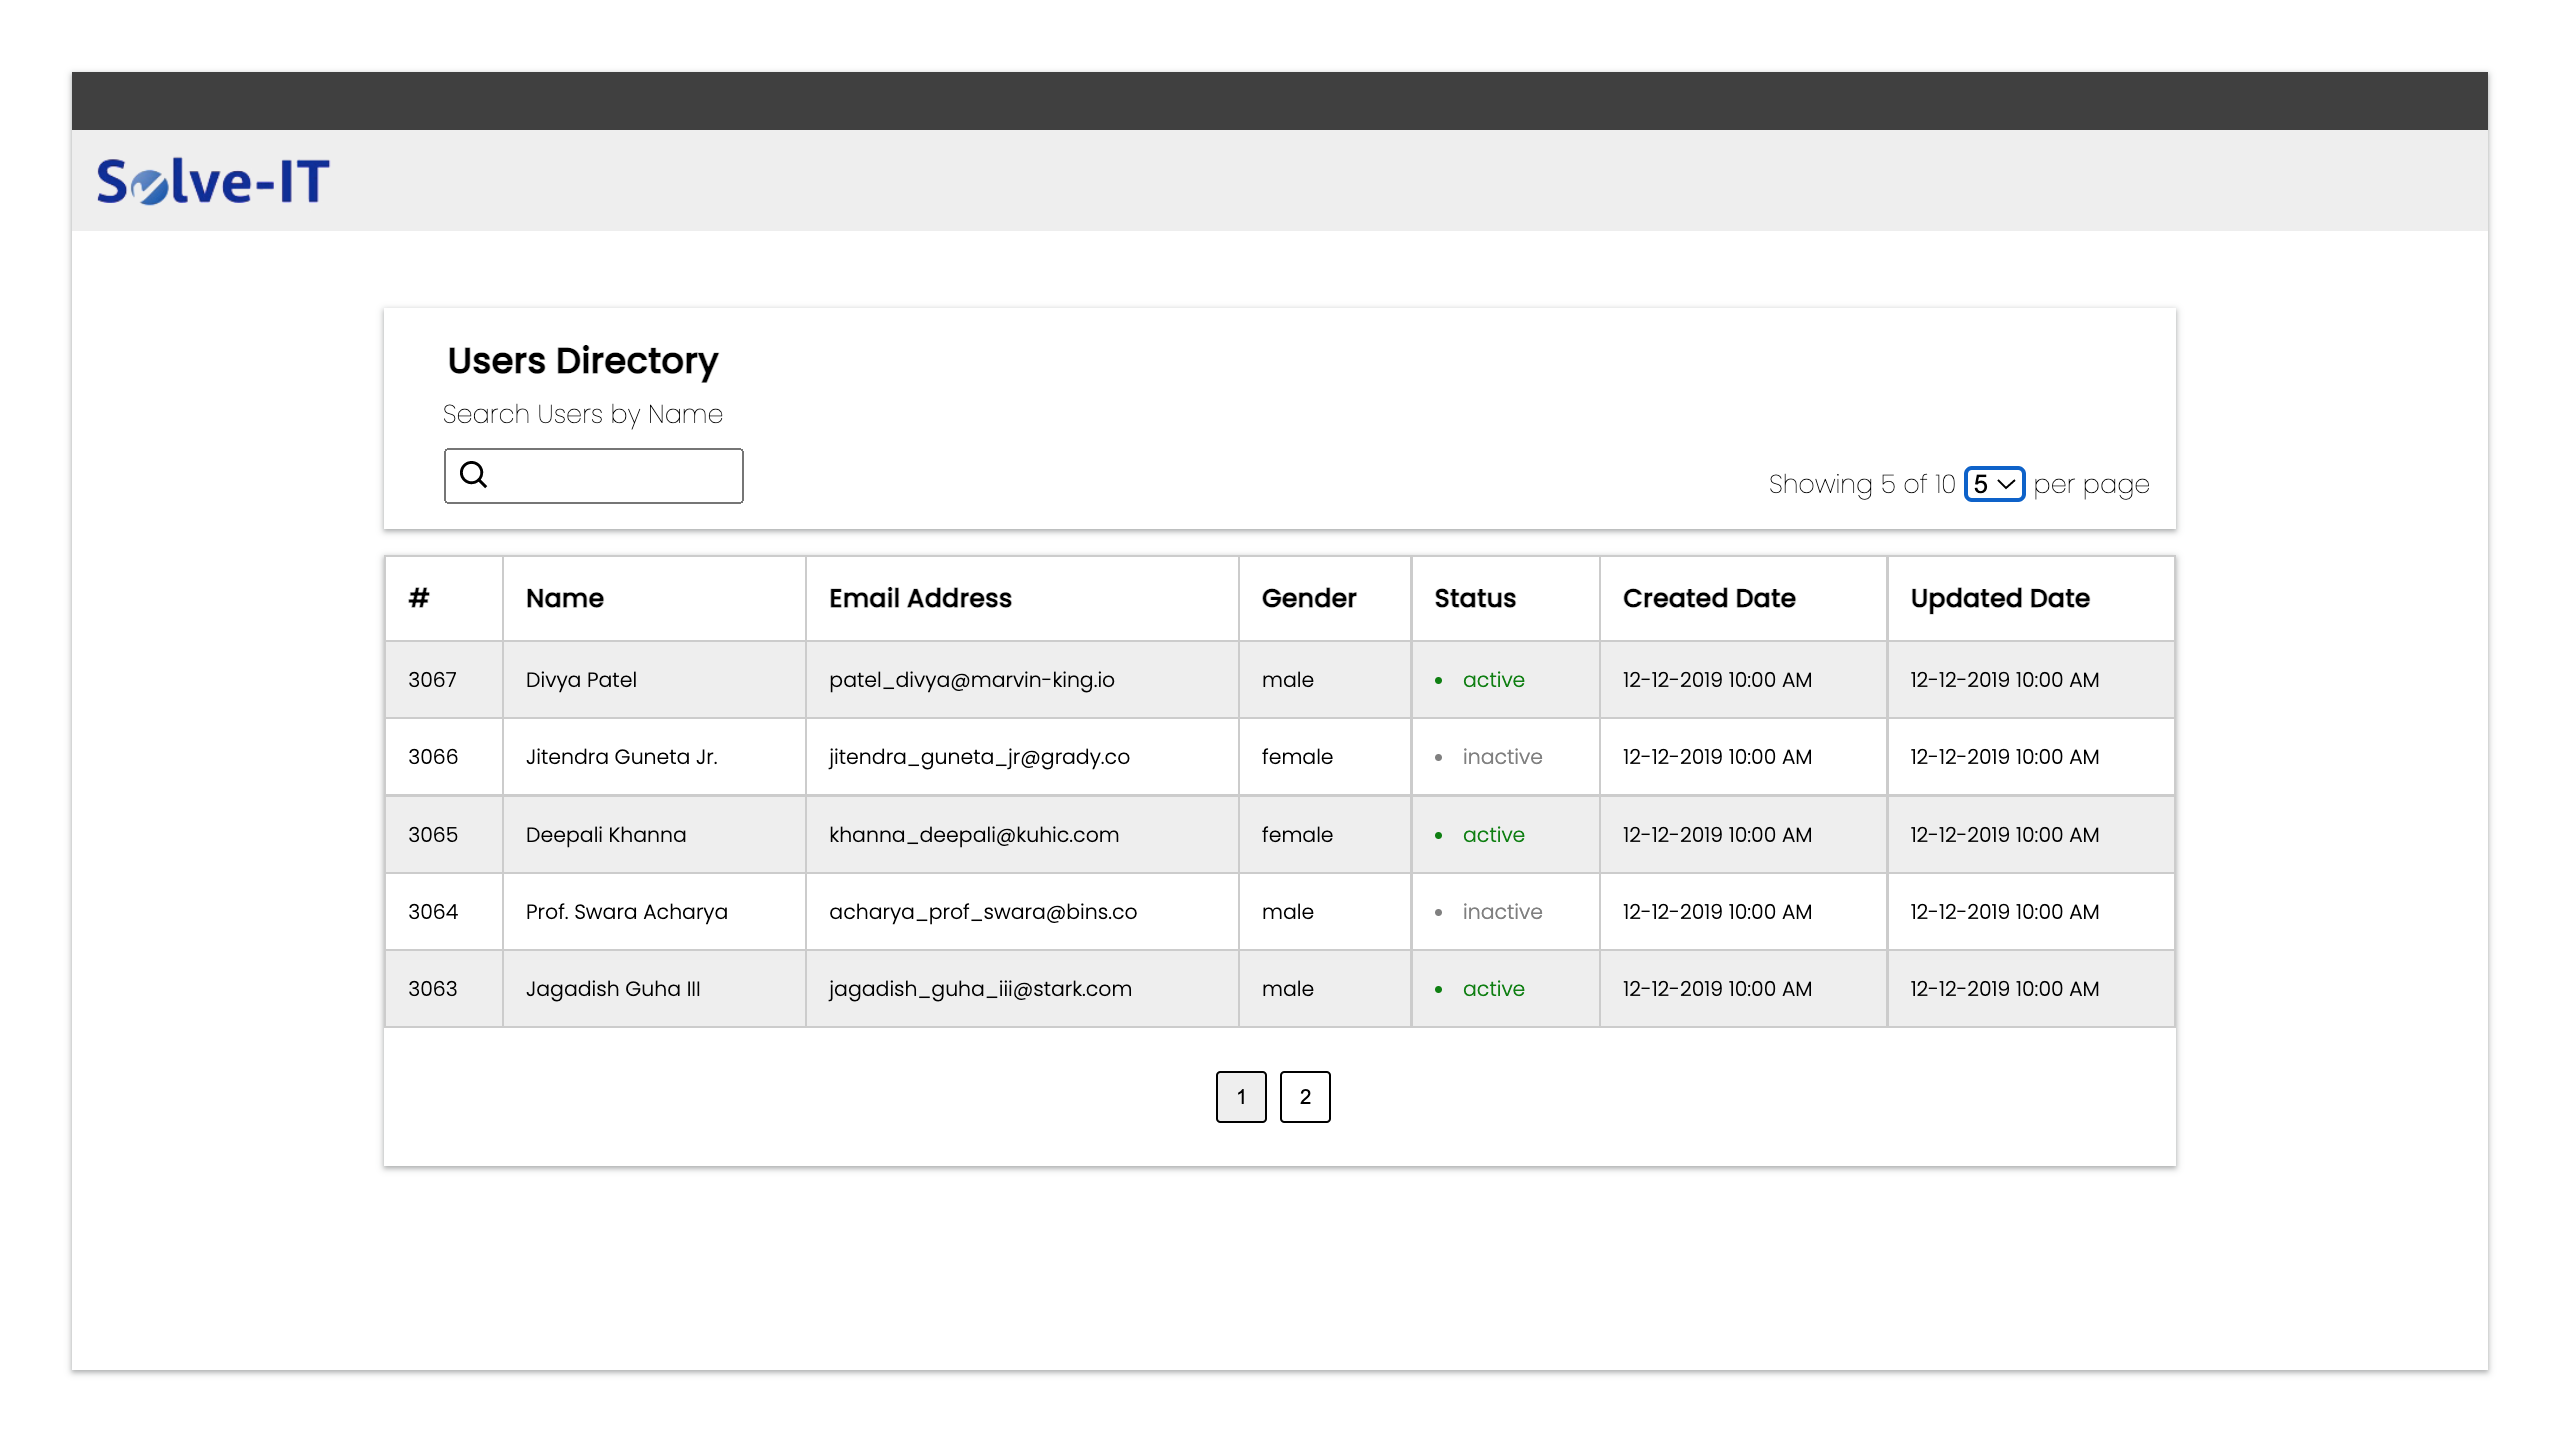 Solve-IT
Users Directory
Search Users by Name
Showing 5 of 10 5 per page
# Name Email Address Gender Status Created Date Updated Date
3067 Divya Patel patel_divya@marvin-king.io male • active 12-12-2019 10:00 AM 12-12-2019 10:00 AM
3066 Jitendra Guneta Jr. jitendra_guneta_jr@grady.co female • inactive 12-12-2019 10:00 AM 12-12-2019 10:00 AM
3065 Deepali Khanna khanna_deepali@kuhic.com female • active 12-12-2019 10:00 AM 12-12-2019 10:00 AM
3064 Prof. Swara Acharya acharya_prof_swara@bins.co male • inactive 12-12-2019 10:00 AM 12-12-2019 10:00 AM
3063 Jagadish Guha III jagadish_guha_iii@stark.com male • active 12-12-2019 10:00 AM 12-12-2019 10:00 AM
1 2